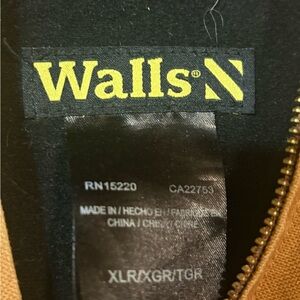 Walls®
RN15220 CA22753
MADE IN / HECHO EN / FABRIQUÉ EN
CHINA / CHINA / CHINE
XLR/XGR/TGR